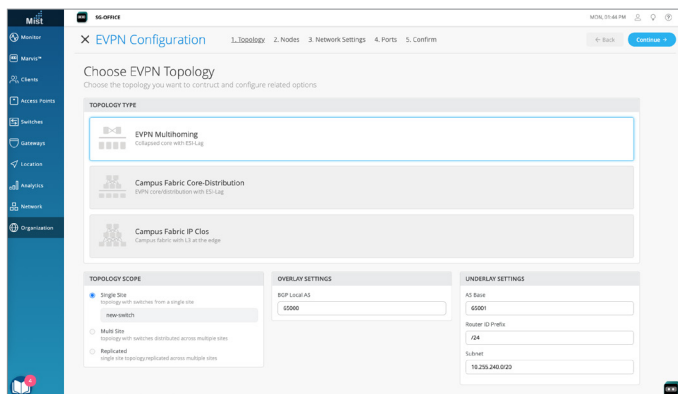 Mist
SG-OFFICE
MON, 01:44 PM
Monitor
Marvis™
Clients
Access Points
Switches
Gateways
Location
Analytics
Network
Organization
4
× EVPN Configuration
1. Topology
2. Nodes
3. Network Settings
4. Ports
5. Confirm
← Back
Continue →
Choose EVPN Topology
Choose the topology you want to contruct and configure related options
TOPOLOGY TYPE
EVPN Multihoming
Collapsed core with ESI-Lag
Campus Fabric Core-Distribution
EVPN core/distribution with ESI-Lag
Campus Fabric IP Clos
Campus fabric with L3 at the edge
TOPOLOGY SCOPE
Single Site
topology with switches from a single site
new-switch
Multi Site
topology with switches distributed across multiple sites
Replicated
single site topology replicated across multiple sites
OVERLAY SETTINGS
BGP Local AS
65000
UNDERLAY SETTINGS
AS Base
65001
Router ID Prefix
/24
Subnet
10.255.240.0/20